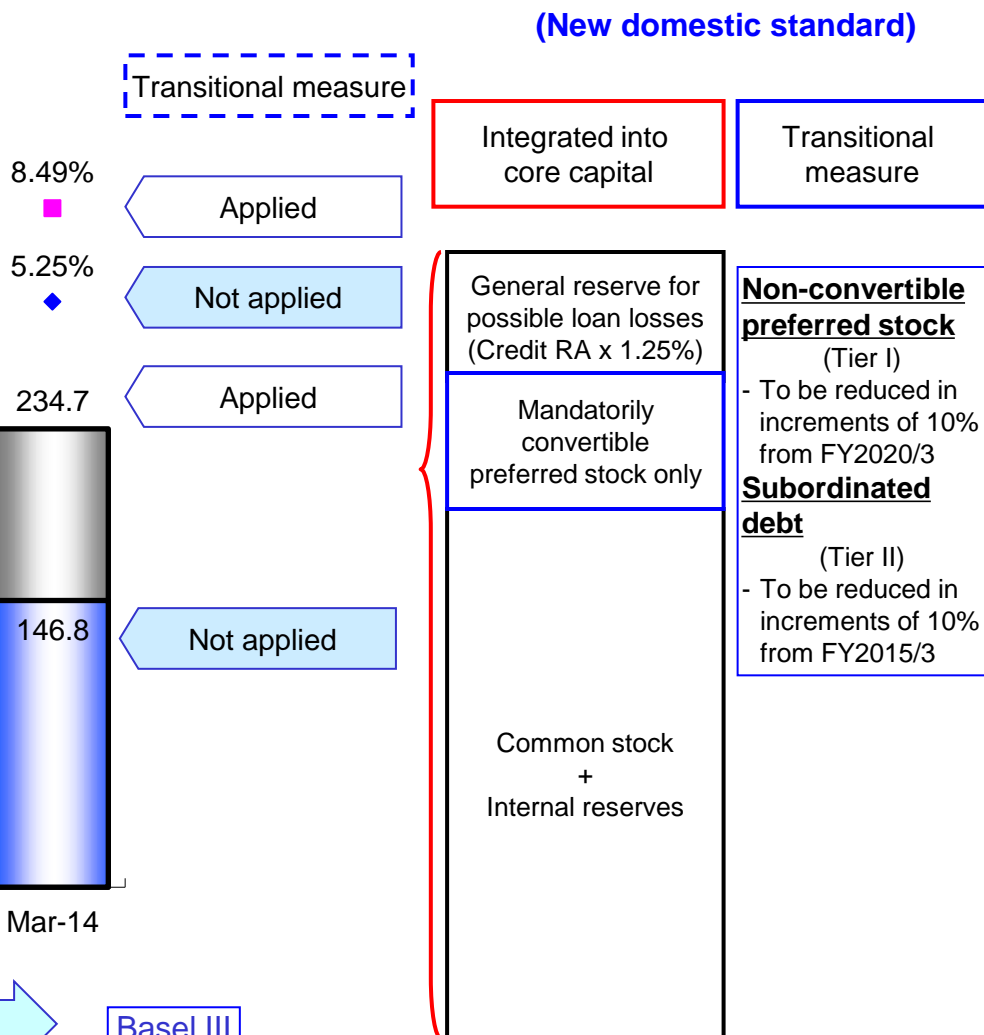 (New domestic standard)
Transitional measure
Integrated into
core capital
Transitional
measure
8.49%
Applied
5.25%
Not applied
234.7
Applied
146.8
Not applied
Mar-14
Basel III
General reserve for
possible loan losses
(Credit RA x 1.25%)
Mandatorily
convertible
preferred stock only
Common stock
+
Internal reserves
Non-convertible
preferred stock
(Tier I)
- To be reduced in
increments of 10%
from FY2020/3
Subordinated
debt
(Tier II)
- To be reduced in
increments of 10%
from FY2015/3